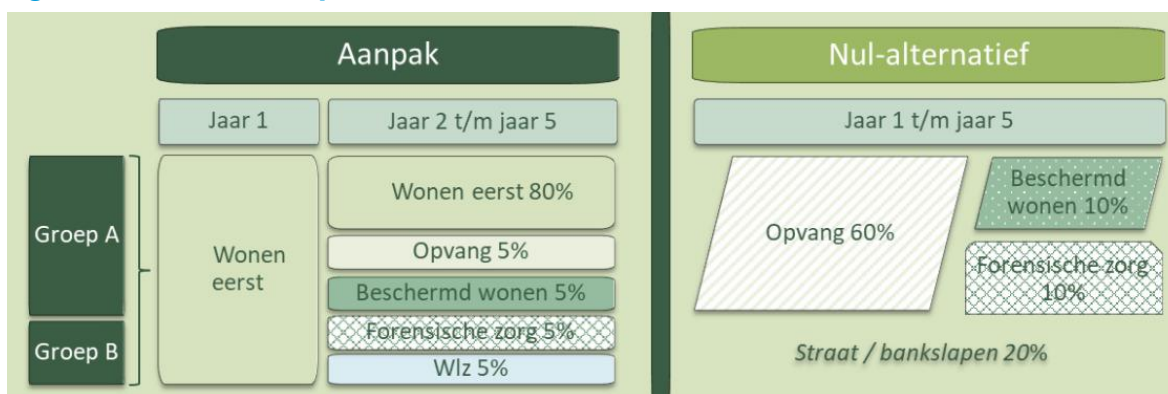 Aanpak
Jaar 1
Jaar 2 t/m jaar 5
Groep A
Groep B
Wonen
eerst
Wonen eerst 80%
Opvang 5%
Beschermd wonen 5%
Forensische zorg 5%
Wlz 5%
Nul-alternatief
Jaar 1 t/m jaar 5
Opvang 60%
Beschermd
wonen 10%
Forensische zorg
10%
Straat / bankslapen 20%